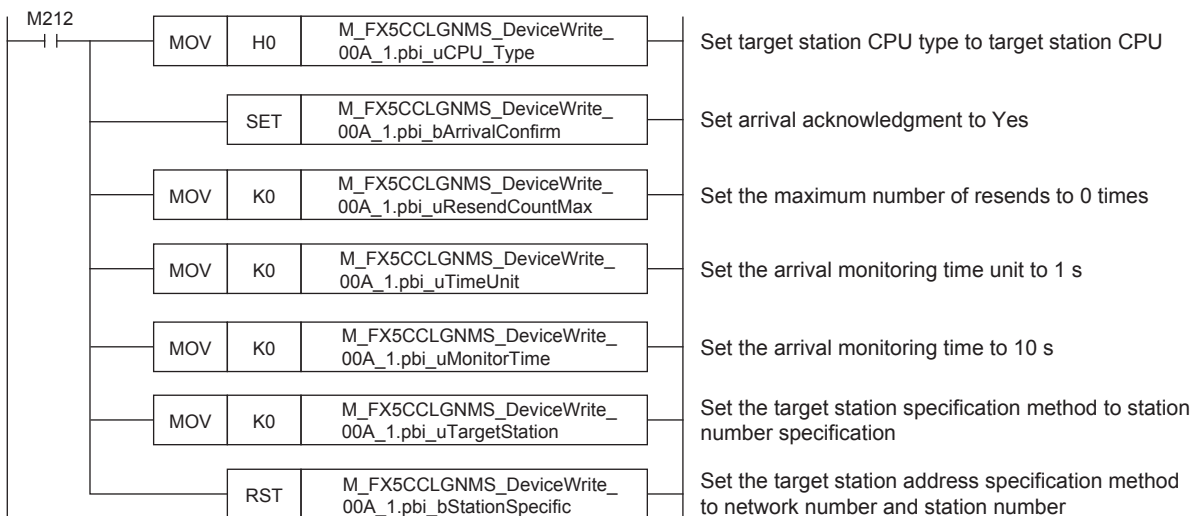 M212
MOV H0 M_FX5CCLGNMS_DeviceWrite_
00A_1.pbi_uCPU_Type
Set target station CPU type to target station CPU
SET M_FX5CCLGNMS_DeviceWrite_
00A_1.pbi_bArrivalConfirm
Set arrival acknowledgment to Yes
MOV K0 M_FX5CCLGNMS_DeviceWrite_
00A_1.pbi_uResendCountMax
Set the maximum number of resends to 0 times
MOV K0 M_FX5CCLGNMS_DeviceWrite_
00A_1.pbi_uTimeUnit
Set the arrival monitoring time unit to 1 s
MOV K0 M_FX5CCLGNMS_DeviceWrite_
00A_1.pbi_uMonitorTime
Set the arrival monitoring time to 10 s
MOV K0 M_FX5CCLGNMS_DeviceWrite_
00A_1.pbi_uTargetStation
Set the target station specification method to station
number specification
RST M_FX5CCLGNMS_DeviceWrite_
00A_1.pbi_bStationSpecific
Set the target station address specification method
to network number and station number